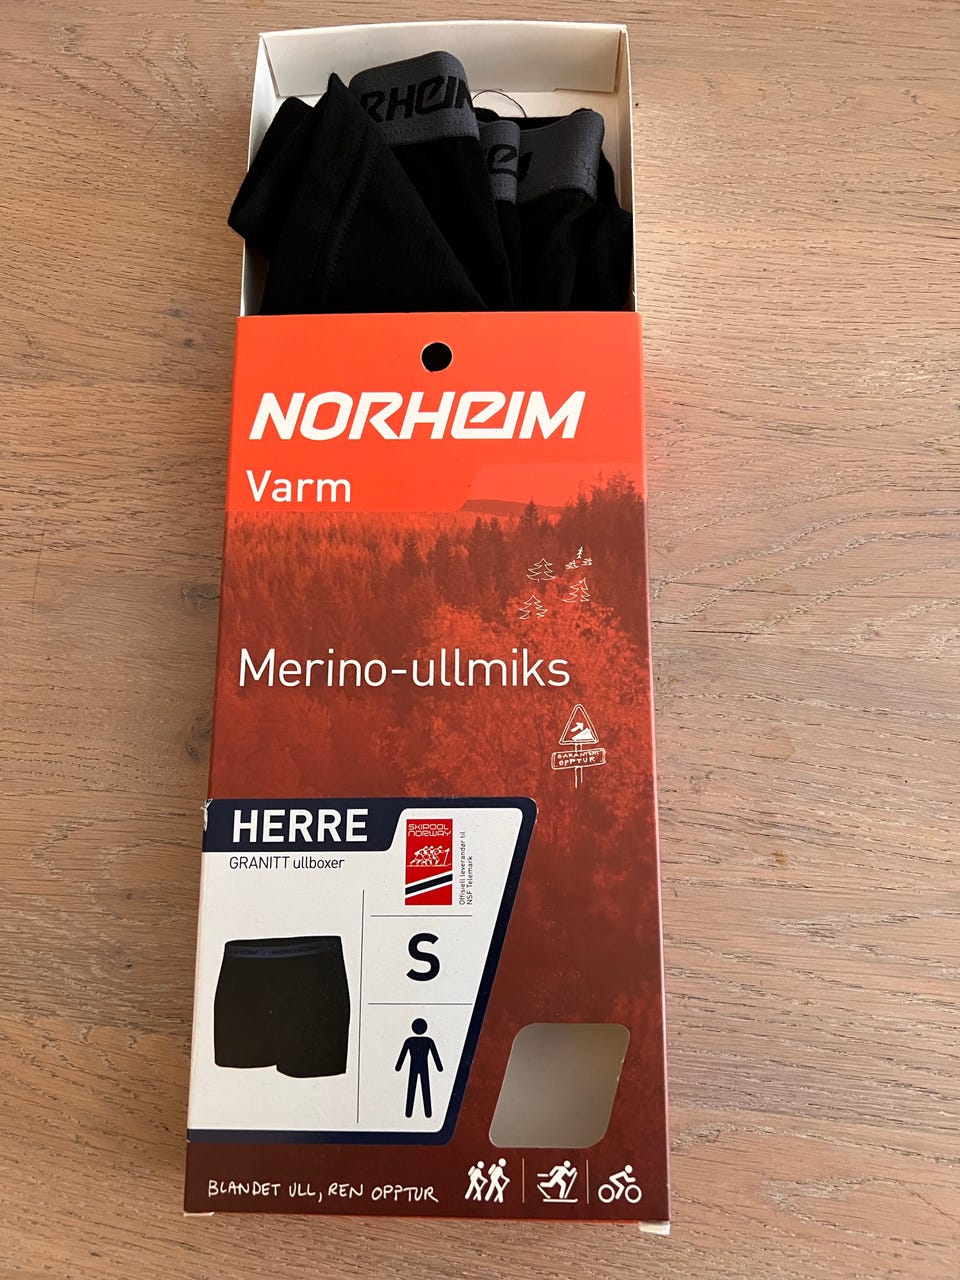 NORHEIM
Varm
Merino-ullmiks
GARANTERT
OPPTUR
HERRE
GRANITT ullboxer
SKIPOOL
NORWAY
Offisiell leverandør til
NSF Telemark
S
BLANDET ULL, REN OPPTUR